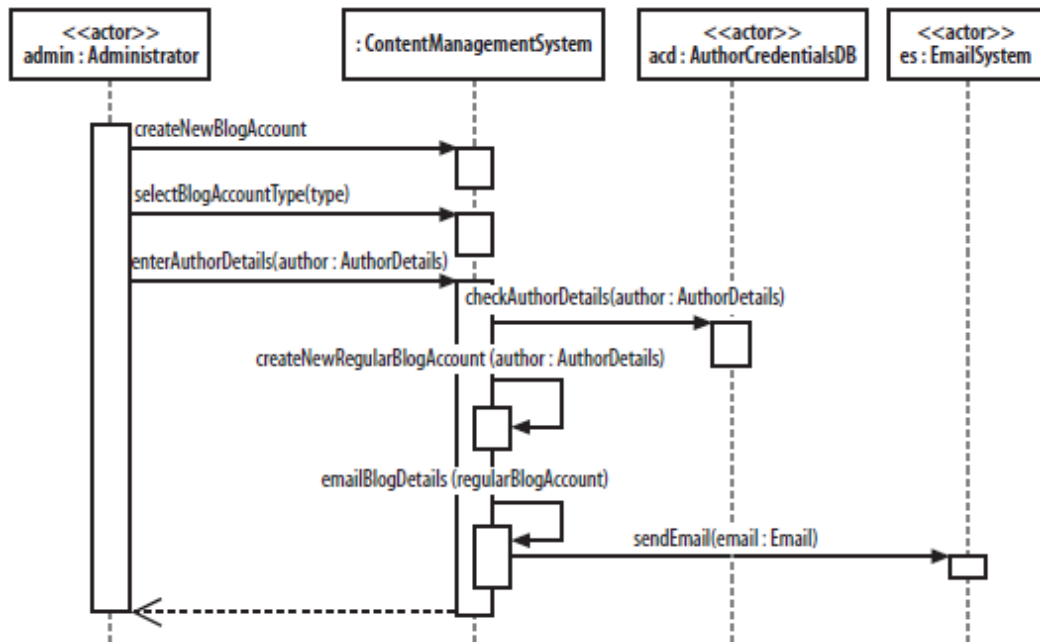 <<actor>>
admin : Administrator
: ContentManagementSystem
<<actor>>
acd : AuthorCredentialsDB
<<actor>>
es : EmailSystem
createNewBlogAccount
selectBlogAccountType(type)
enterAuthorDetails(author : AuthorDetails)
checkAuthorDetails(author : AuthorDetails)
createNewRegularBlogAccount (author : AuthorDetails)
emailBlogDetails (regularBlogAccount)
sendEmail(email : Email)